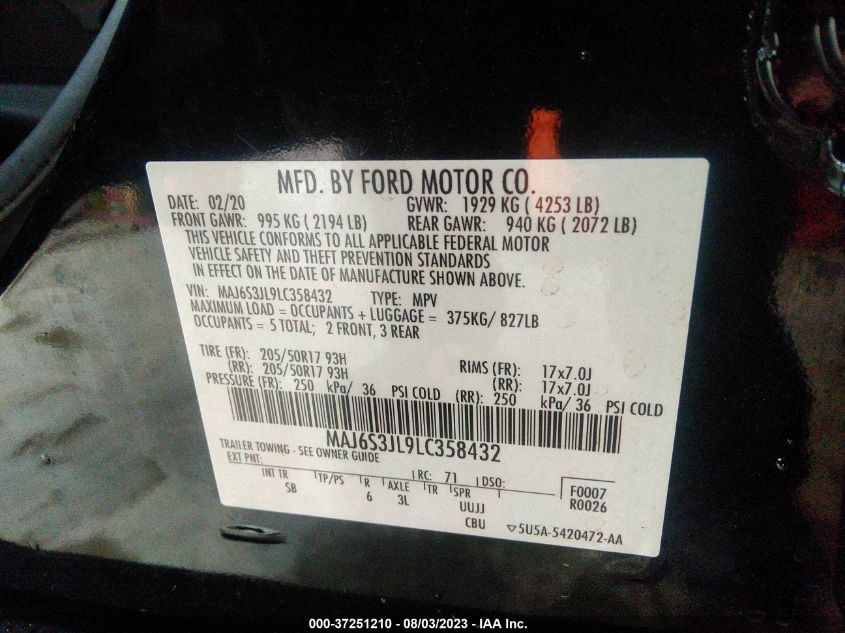 MFD. BY FORD MOTOR CO.
DATE: 02/20 GVWR: 1929 KG ( 4253 LB)
FRONT GAWR: 995 KG ( 2194 LB) REAR GAWR: 940 KG ( 2072 LB)
THIS VEHICLE CONFORMS TO ALL APPLICABLE FEDERAL MOTOR
VEHICLE SAFETY AND THEFT PREVENTION STANDARDS
IN EFFECT ON THE DATE OF MANUFACTURE SHOWN ABOVE.
VIN: MAJ6S3JL9LC358432 TYPE: MPV
MAXIMUM LOAD = OCCUPANTS + LUGGAGE = 375KG/ 827LB
OCCUPANTS = 5 TOTAL; 2 FRONT, 3 REAR
TIRE (FR): 205/50R17 93H RIMS (FR): 17x7.0J
(RR): 205/50R17 93H (RR): 17x7.0J
PRESSURE (FR): 250 kPa/ 36 PSI COLD (RR): 250 kPa/ 36 PSI COLD
MAJ6S3JL9LC358432
TRAILER TOWING - SEE OWNER GUIDE
EXT PNT: RC: 71 DSO:
INT TR TP/PS R AXLE TR SPR F0007
SB 6 3L UUJJ R0026
CBU ▽5U5A-5420472-AA
000-37251210 - 08/03/2023 - IAA Inc.